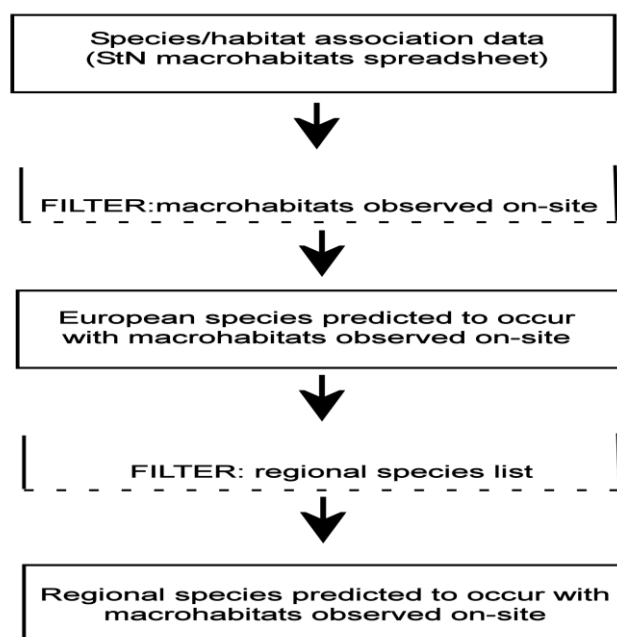 Species/habitat association data
(StN macrohabitats spreadsheet)
FILTER:macrohabitats observed on-site
European species predicted to occur
with macrohabitats observed on-site
FILTER: regional species list
Regional species predicted to occur with
macrohabitats observed on-site